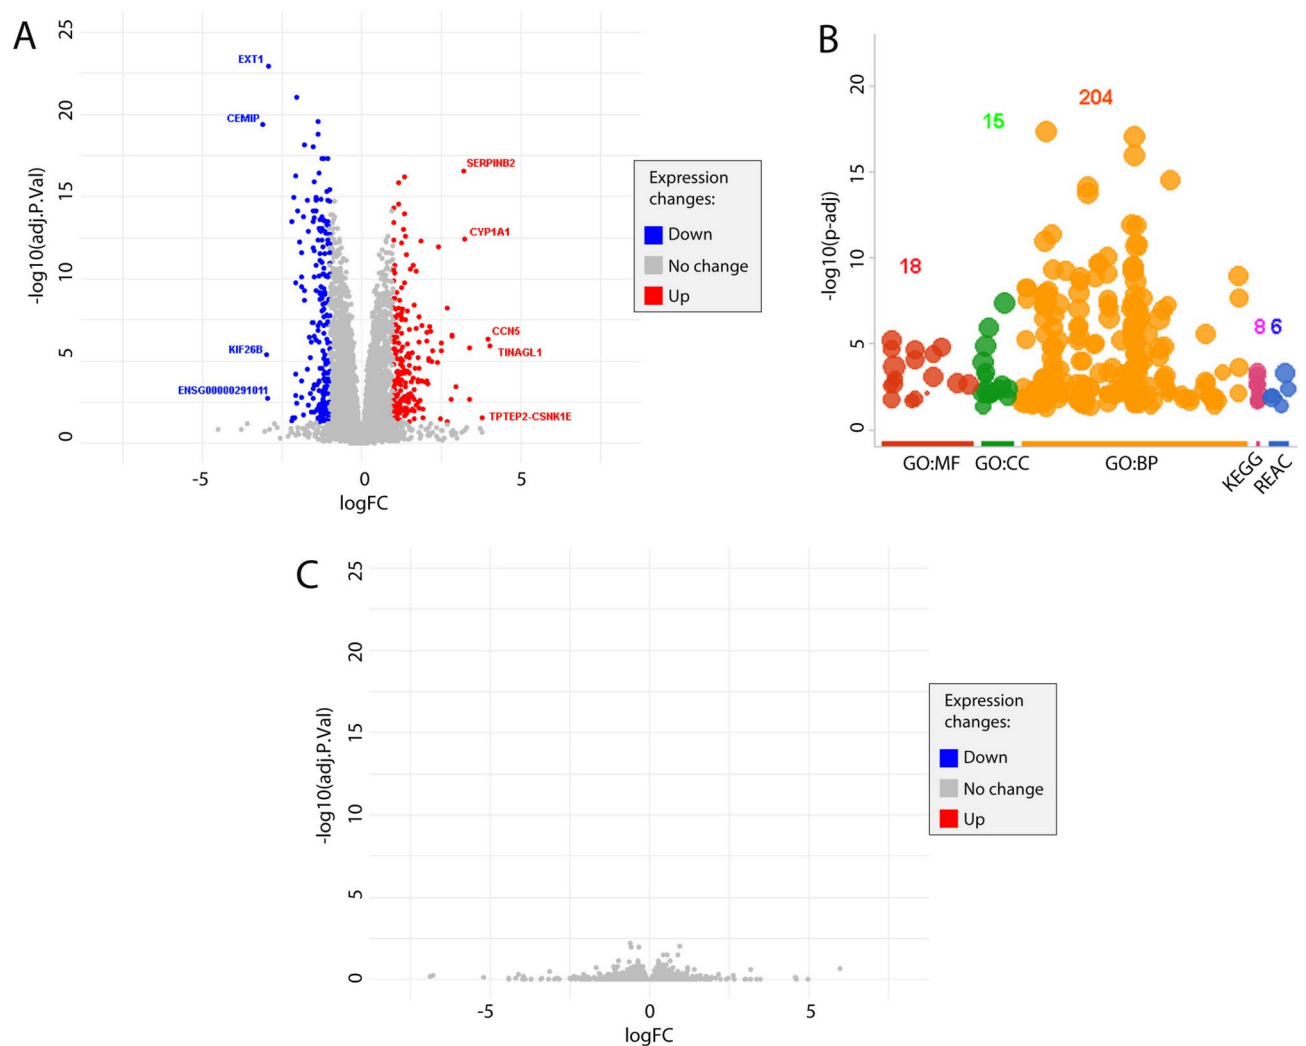 A
25
20
15
10
5
0
-log10(adj.P.Val)
-5
0
5
logFC
EXT1
CEMIP
KIF26B
ENSG00000291011
SERPINB2
CYP1A1
CCN5
TINAGL1
TPTEP2-CSNK1E
Expression
changes:
Down
No change
Up
B
20
15
10
5
0
-log10(p-adj)
18
15
204
8
6
GO:MF
GO:CC
GO:BP
KEGG
REAC
C
25
20
15
10
5
0
-log10(adj.P.Val)
-5
0
5
logFC
Expression
changes:
Down
No change
Up